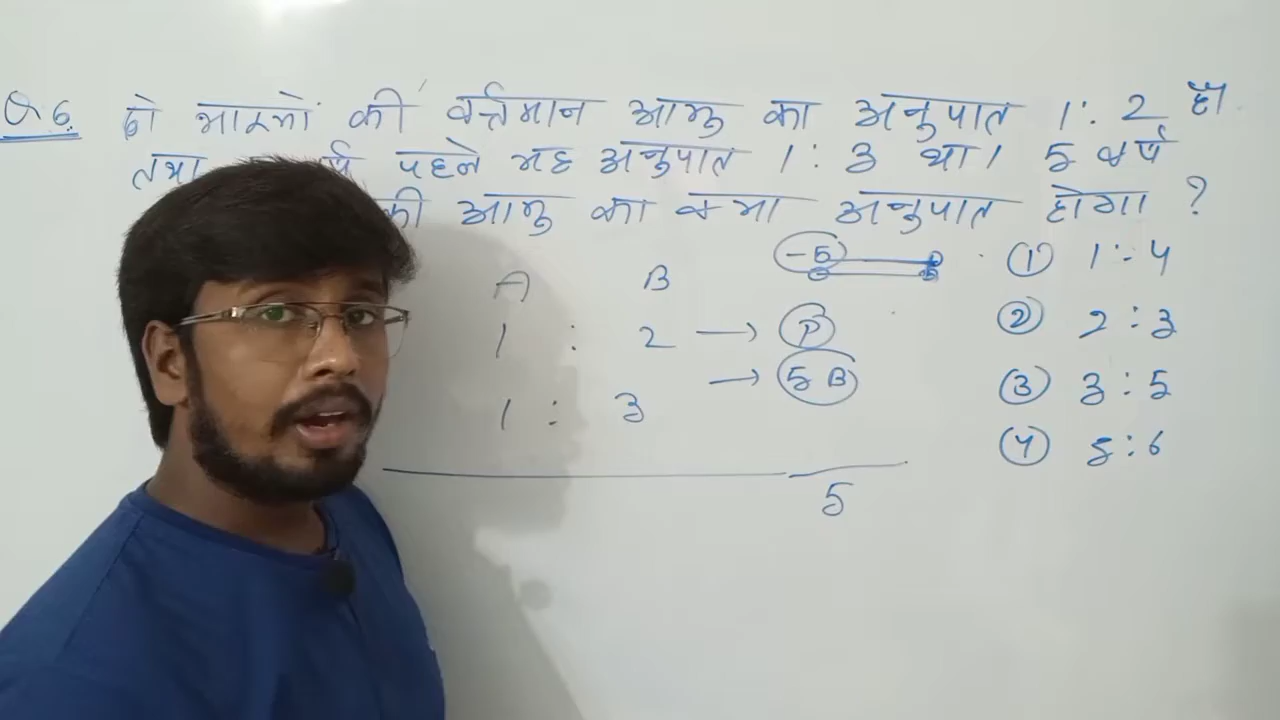 Q.6. दो भाइयों की वर्त्तमान आयु का अनुपात 1:2 है।
तथा वर्ष पहले यह अनुपात 1:3 था। 5 वर्ष
की आयु का क्या अनुपात होगा ?
-5
① 1:4
A B
1 : 2 → P
② 2:3
→ 5 B
③ 3:5
1 : 3
④ 5:6
5